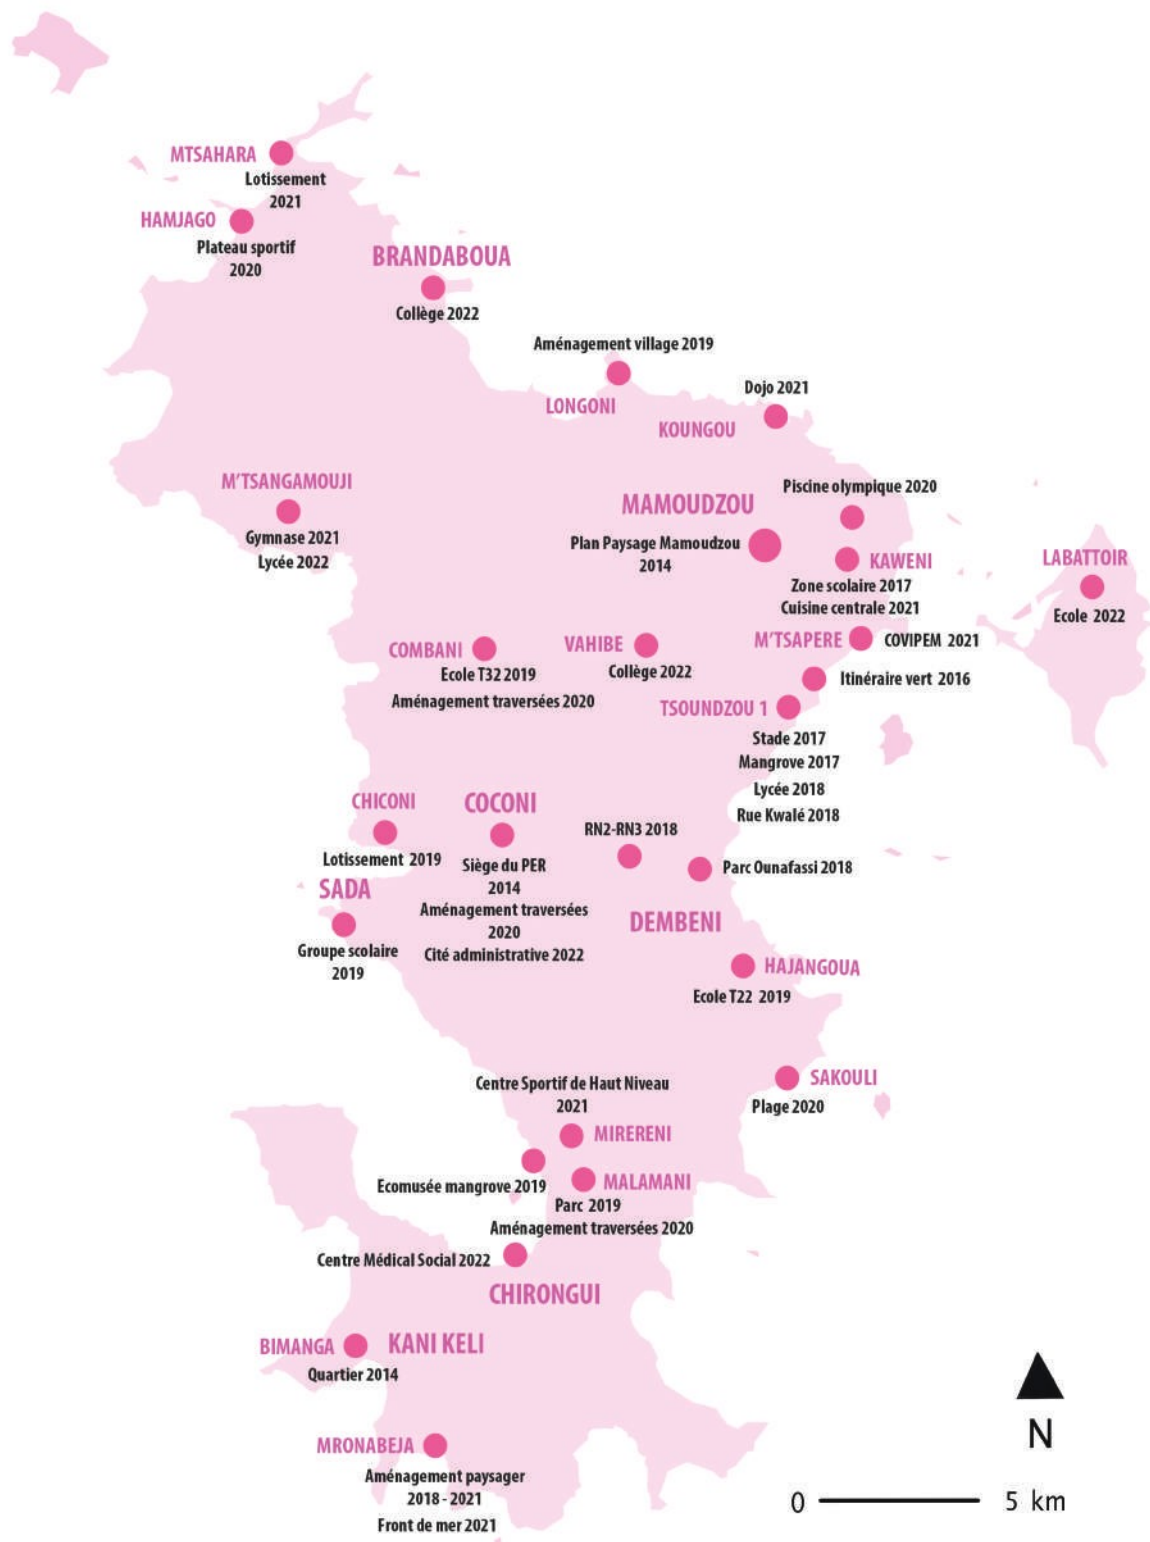 MTSAHARA
Lotissement
2021
HAMJAGO
Plateau sportif
2020
BRANDABOUA
Collège 2022
Aménagement village 2019
LONGONI
Dojo 2021
KOUNGOU
M'TSANGAMOUJI
Gymnase 2021
Lycée 2022
MAMOUDZOU
Plan Paysage Mamoudzou
2014
Piscine olympique 2020
KAWENI
Zone scolaire 2017
Cuisine centrale 2021
LABATTOIR
Ecole 2022
COMBANI
Ecole T32 2019
Aménagement traversées 2020
VAHIBE
Collège 2022
M'TSAPERE
COVIPEM 2021
Itinéraire vert 2016
TSOUNDZOU 1
Stade 2017
Mangrove 2017
Lycée 2018
Rue Kwalé 2018
CHICONI
Lotissement 2019
COCONI
Siège du PER
2014
Aménagement traversées
2020
Cité administrative 2022
RN2-RN3 2018
Parc Ounafassi 2018
SADA
Groupe scolaire
2019
DEMBENI
HAJANGOUA
Ecole T22 2019
SAKOULI
Plage 2020
Centre Sportif de Haut Niveau
2021
MIRERENI
Ecomusée mangrove 2019
MALAMANI
Parc 2019
Aménagement traversées 2020
Centre Médical Social 2022
CHIRONGUI
BIMANGA
KANI KELI
Quartier 2014
MRONABEJA
Aménagement paysager
2018 - 2021
Front de mer 2021
N
0 5 km